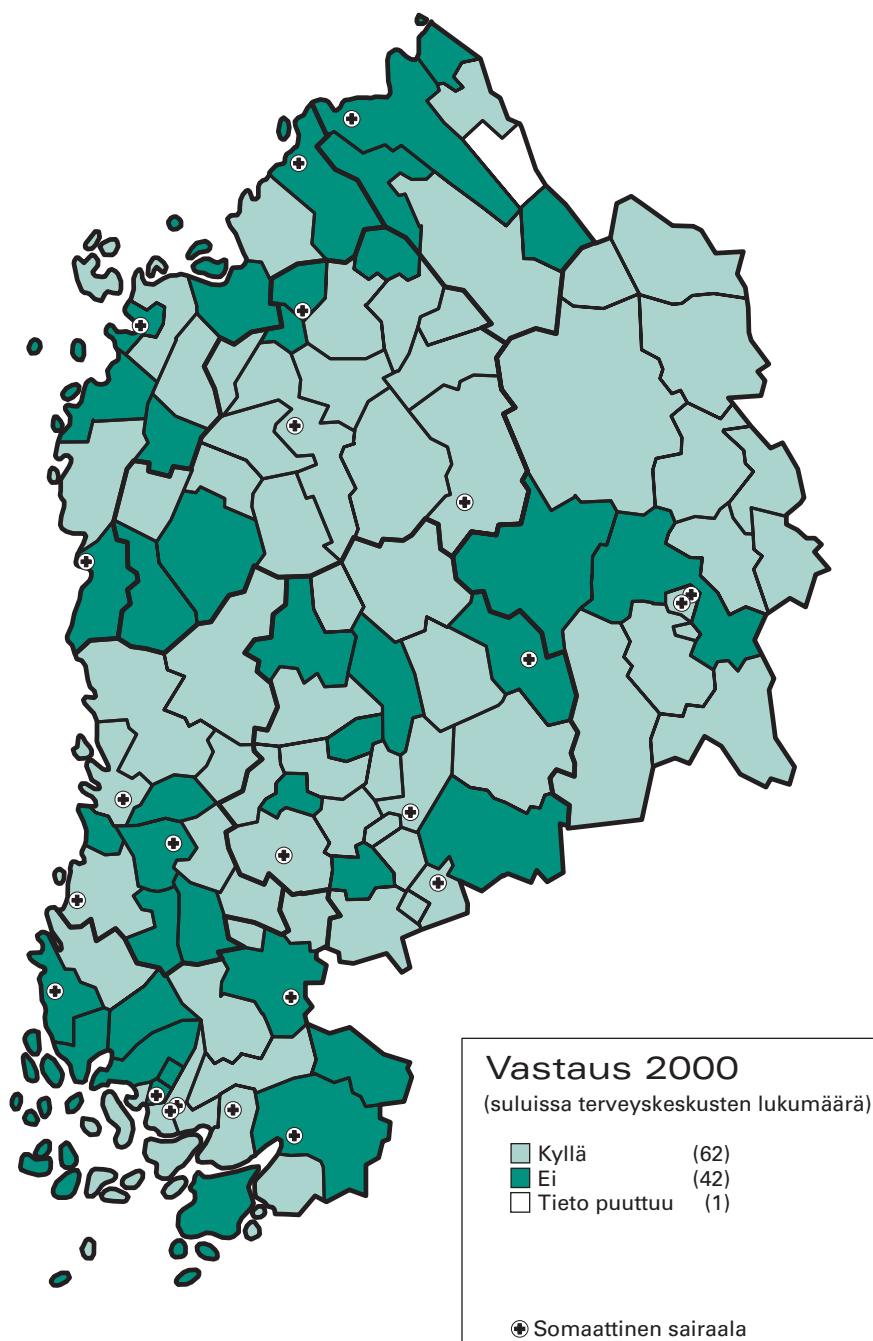 Vastaus 2000
(suluissa terveyskeskusten lukumäärä)
Kyllä (62)
Ei (42)
Tieto puuttuu (1)
Somaattinen sairaala